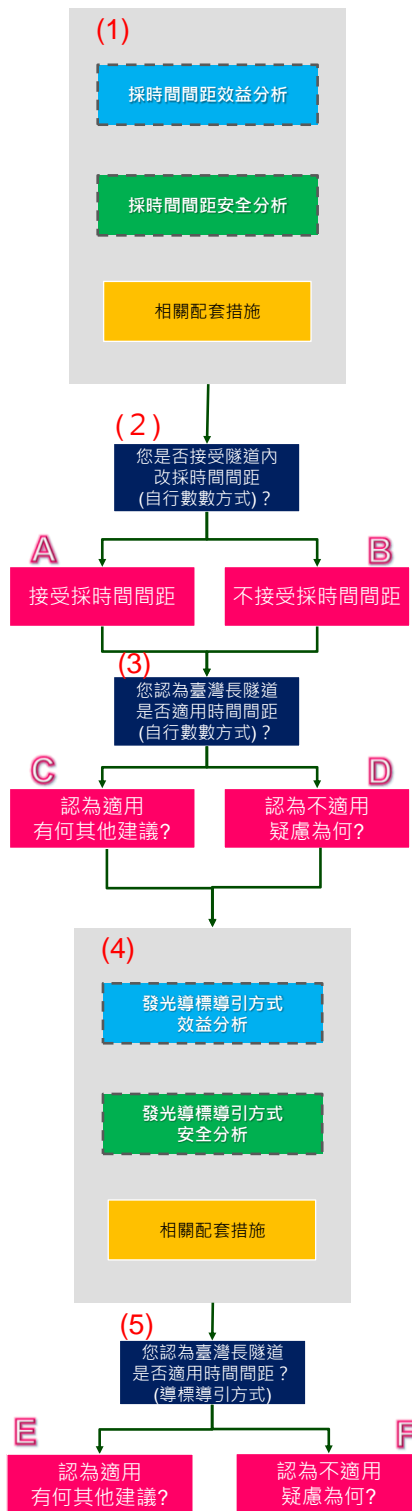 (1)
採時間間距效益分析
採時間間距安全分析
相關配套措施
(2)
您是否接受隧道內
改採時間間距
(自行數數方式)？
A
B
接受採時間間距
不接受採時間間距
(3)
您認為臺灣長隧道
是否適用時間間距
(自行數數方式)？
C
D
認為適用
有何其他建議?
認為不適用
疑慮為何?
(4)
發光導標導引方式
效益分析
發光導標導引方式
安全分析
相關配套措施
(5)
您認為臺灣長隧道
是否適用時間間距？
(導標導引方式)
E
F
認為適用
有何其他建議?
認為不適用
疑慮為何?